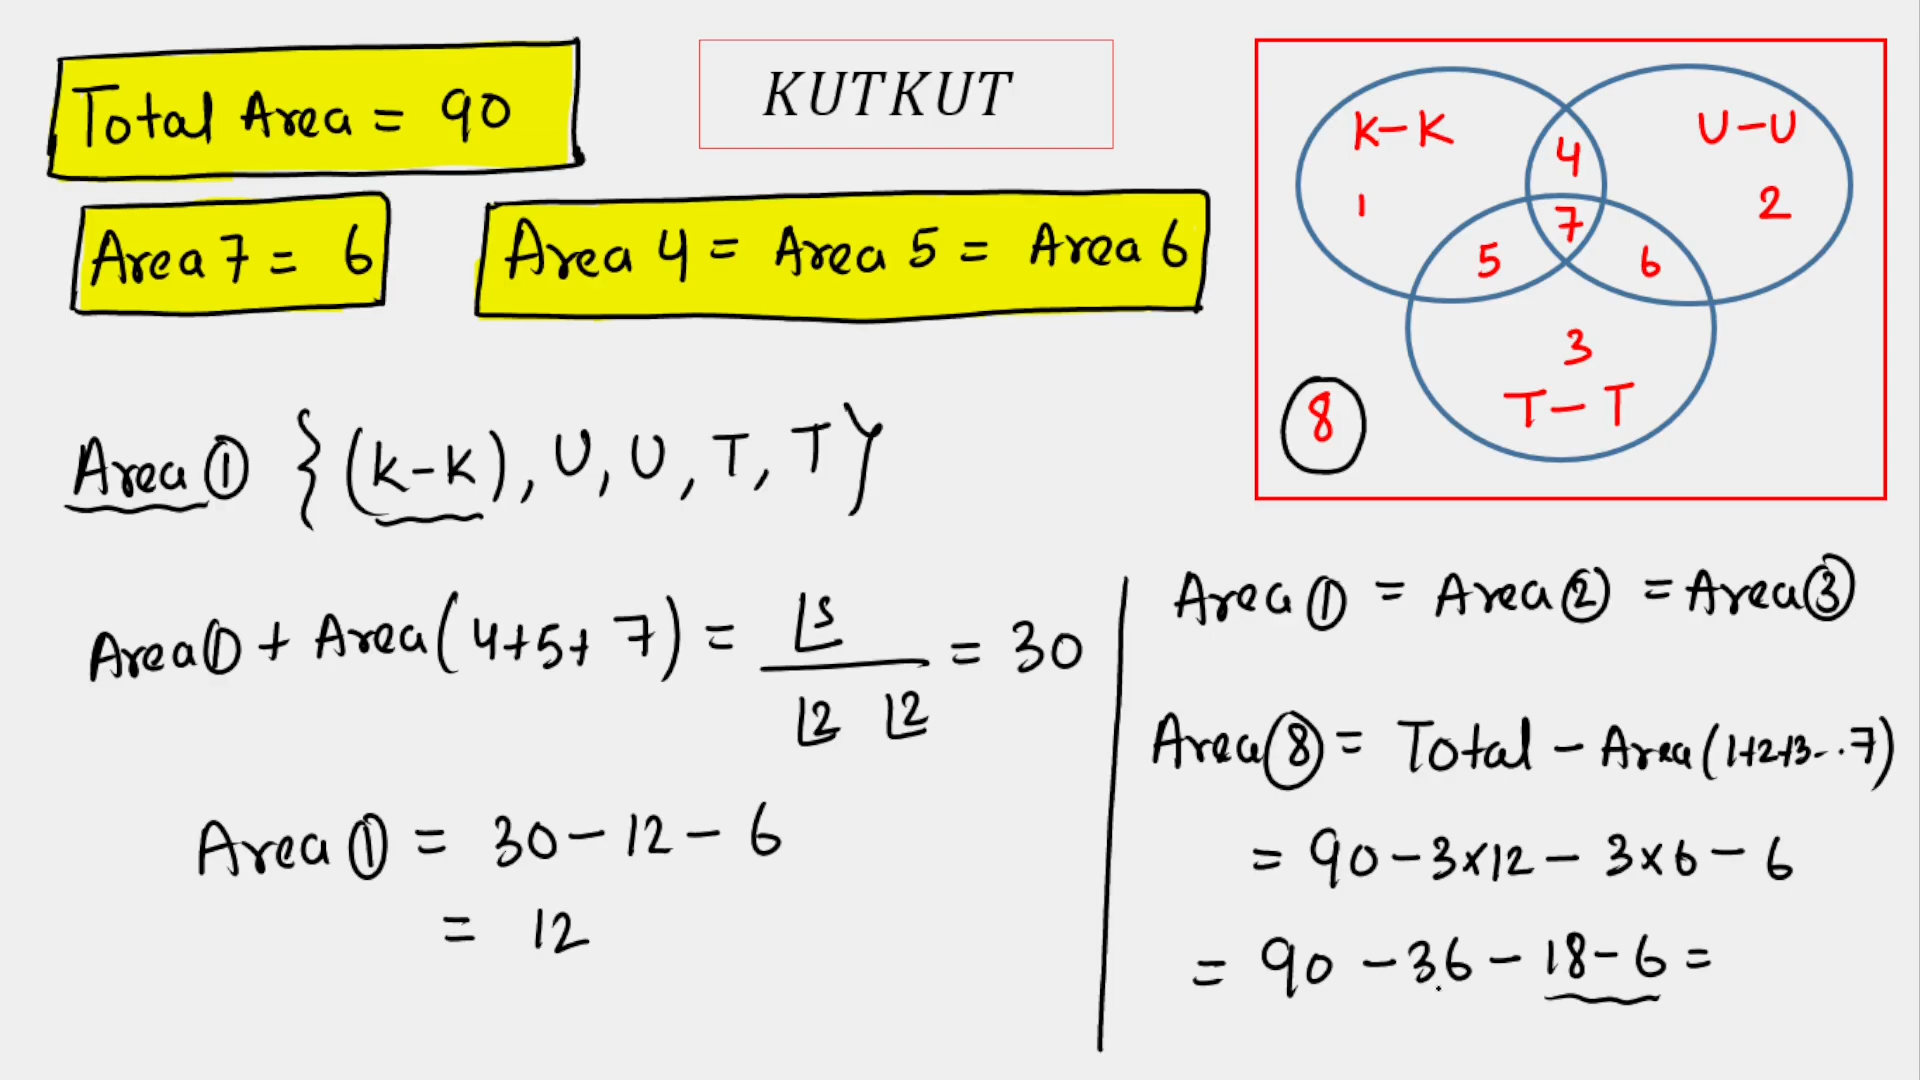 Total Area = 90
KUTKUT
Area 7 = 6
Area 4 = Area 5 = Area 6
K-K
4
U-U
1
7
2
5
6
3
T-T
8
Area ① { (K-K), U, U, T, T }
Area ① + Area (4+5+7) = |5 / |2 |2 = 30
Area ① = 30 - 12 - 6
= 12
Area ① = Area ② = Area ③
Area ⑧ = Total - Area (1+2+3-..7)
= 90 - 3×12 - 3×6 - 6
= 90 - 36 - 18 - 6 =